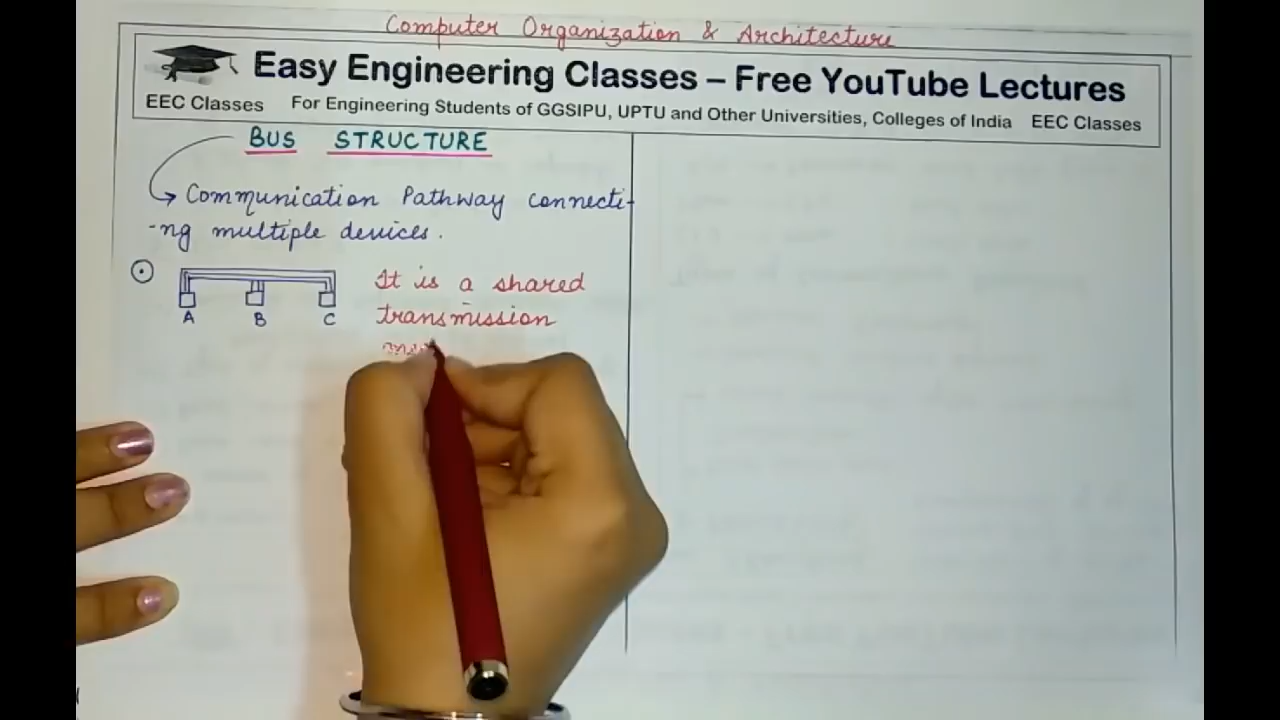 Computer Organization & Architecture
Easy Engineering Classes – Free YouTube Lectures
EEC Classes For Engineering Students of GGSIPU, UPTU and Other Universities, Colleges of India EEC Classes
BUS STRUCTURE
Communication Pathway connecti-
-ng multiple devices.
It is a shared
transmission
A B C